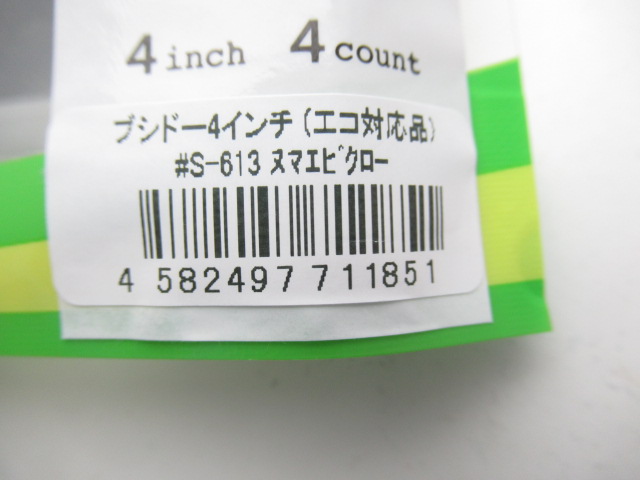 4 inch 4 count
ブシドー4インチ(エコ対応品)
#S-613 ヌマエビクロー
4 582497 711851